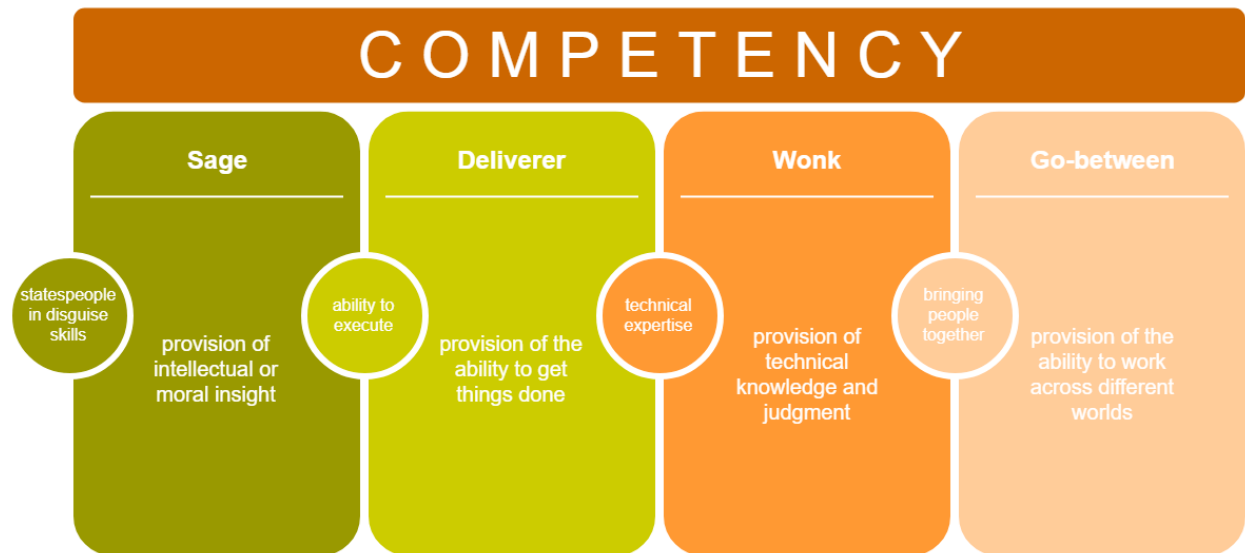 COMPETENCY
Sage
statespeople
in disguise
skills
provision of
intellectual or
moral insight
Deliverer
ability to
execute
provision of the
ability to get
things done
Wonk
technical
expertise
provision of
technical
knowledge and
judgment
Go-between
bringing
people
together
provision of the
ability to work
across different
worlds